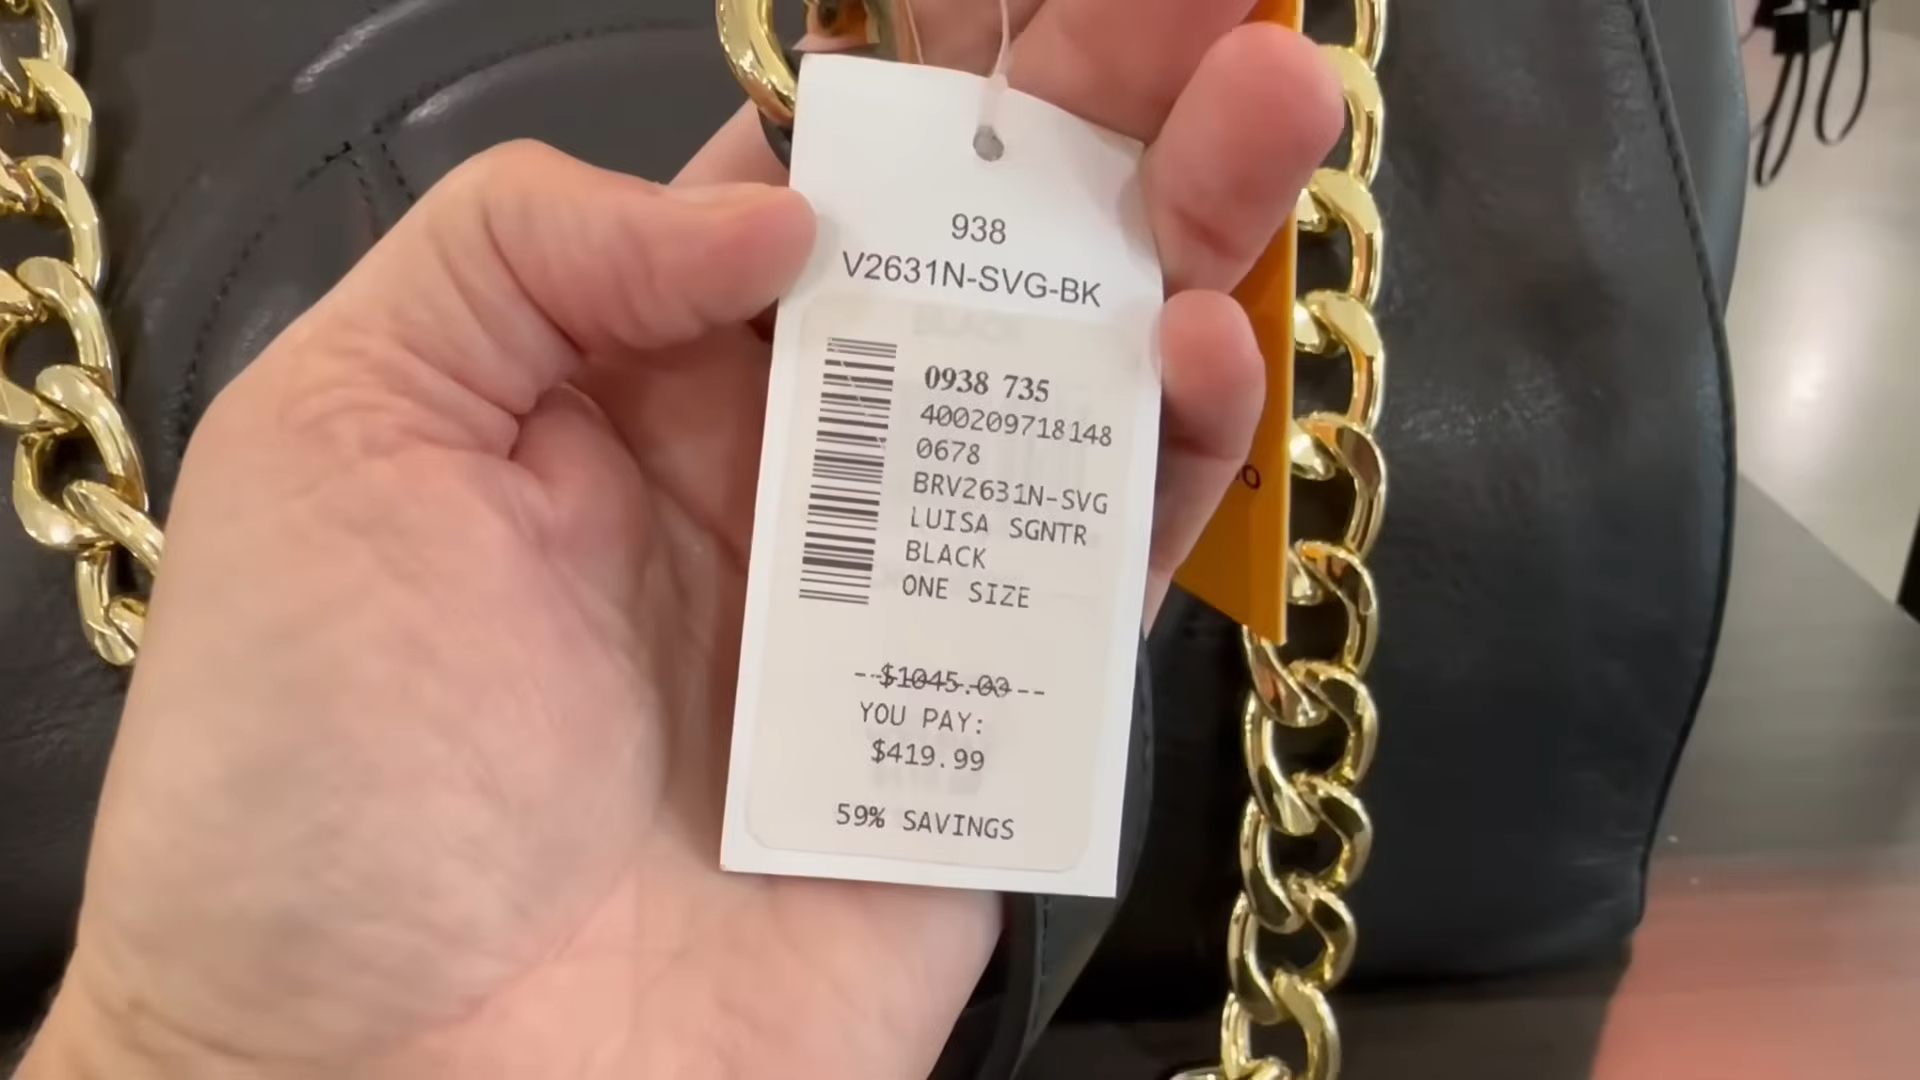 938
V2631N-SVG-BK
0938 735
400209718148
0678
BRV2631N-SVG
LUISA SGNTR
BLACK
ONE SIZE
--$1045.00--
YOU PAY:
$419.99
59% SAVINGS